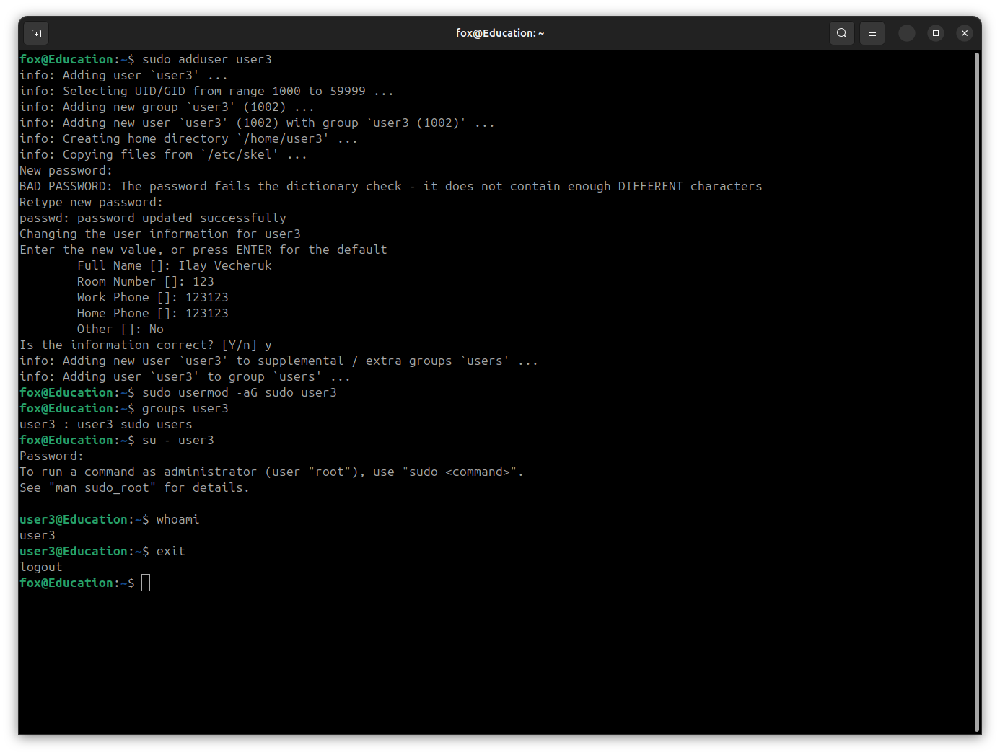 fox@Education: ~
fox@Education:~$ sudo adduser user3
info: Adding user `user3' ...
info: Selecting UID/GID from range 1000 to 59999 ...
info: Adding new group `user3' (1002) ...
info: Adding new user `user3' (1002) with group `user3 (1002)' ...
info: Creating home directory `/home/user3' ...
info: Copying files from `/etc/skel' ...
New password:
BAD PASSWORD: The password fails the dictionary check - it does not contain enough DIFFERENT characters
Retype new password:
passwd: password updated successfully
Changing the user information for user3
Enter the new value, or press ENTER for the default
        Full Name []: Ilay Vecheruk
        Room Number []: 123
        Work Phone []: 123123
        Home Phone []: 123123
        Other []: No
Is the information correct? [Y/n] y
info: Adding new user `user3' to supplemental / extra groups `users' ...
info: Adding user `user3' to group `users' ...
fox@Education:~$ sudo usermod -aG sudo user3
fox@Education:~$ groups user3
user3 : user3 sudo users
fox@Education:~$ su - user3
Password:
To run a command as administrator (user "root"), use "sudo <command>".
See "man sudo_root" for details.

user3@Education:~$ whoami
user3
user3@Education:~$ exit
logout
fox@Education:~$